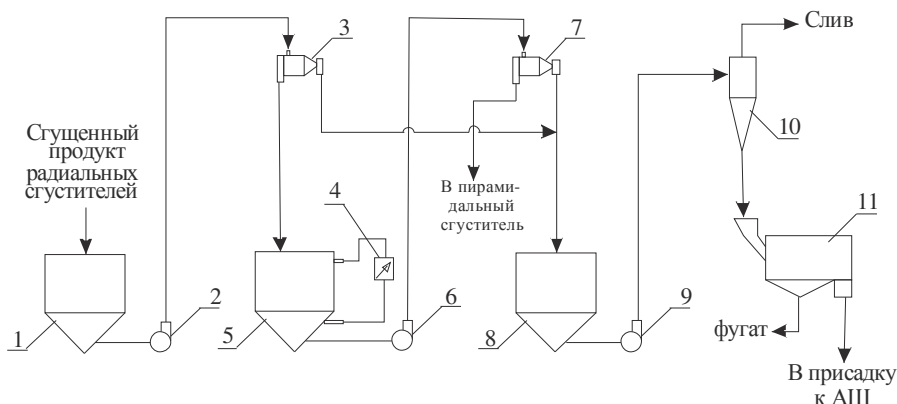 Слив
3
7
10
Сгущенный
продукт
радиальных
сгустителей
В пирами-
дальный
сгуститель
4
11
1
2
5
6
8
9
фугат
В присадку
к АШ